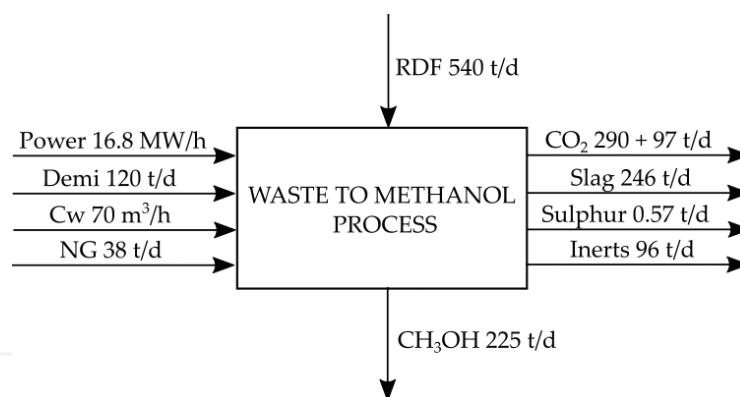 RDF 540 t/d
Power 16.8 MW/h
Demi 120 t/d
Cw 70 m³/h
NG 38 t/d
WASTE TO METHANOL
PROCESS
CO₂ 290 + 97 t/d
Slag 246 t/d
Sulphur 0.57 t/d
Inerts 96 t/d
CH₃OH 225 t/d